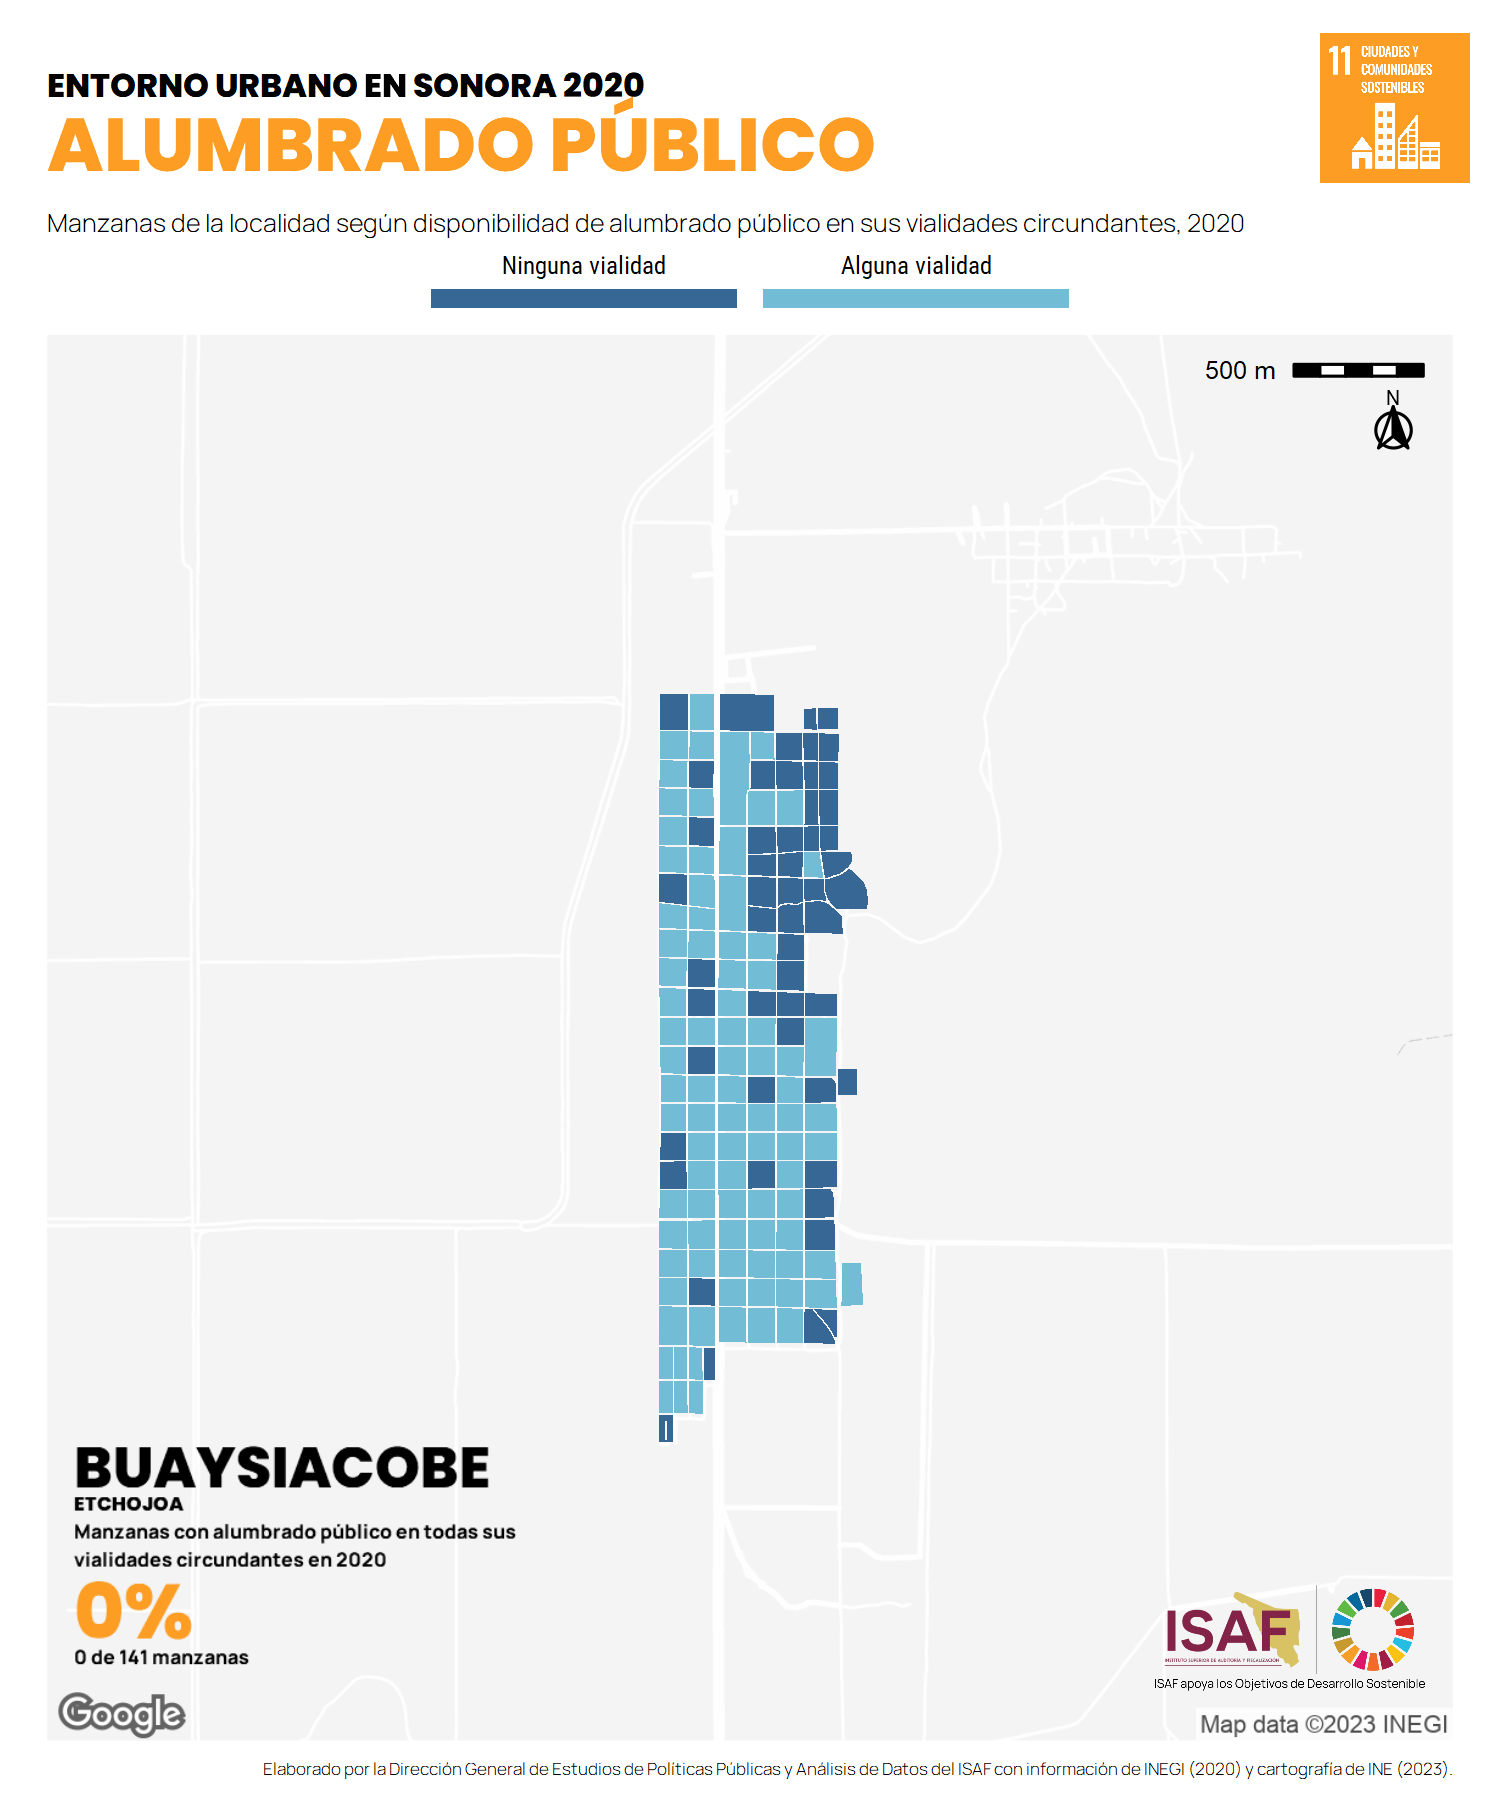 ENTORNO URBANO EN SONORA 2020
ALUMBRADO PÚBLICO
11 CIUDADES Y
COMUNIDADES
SOSTENIBLES
Manzanas de la localidad según disponibilidad de alumbrado público en sus vialidades circundantes, 2020
Ninguna vialidad
Alguna vialidad
500 m
N
BUAYSIACOBE
ETCHOJOA
Manzanas con alumbrado público en todas sus
vialidades circundantes en 2020
0%
0 de 141 manzanas
Google
ISAF
INSTITUTO SUPERIOR DE AUDITORÍA Y FISCALIZACIÓN
ISAF apoya los Objetivos de Desarrollo Sostenible
Map data ©2023 INEGI
Elaborado por la Dirección General de Estudios de Políticas Públicas y Análisis de Datos del ISAF con información de INEGI (2020) y cartografía de INE (2023).